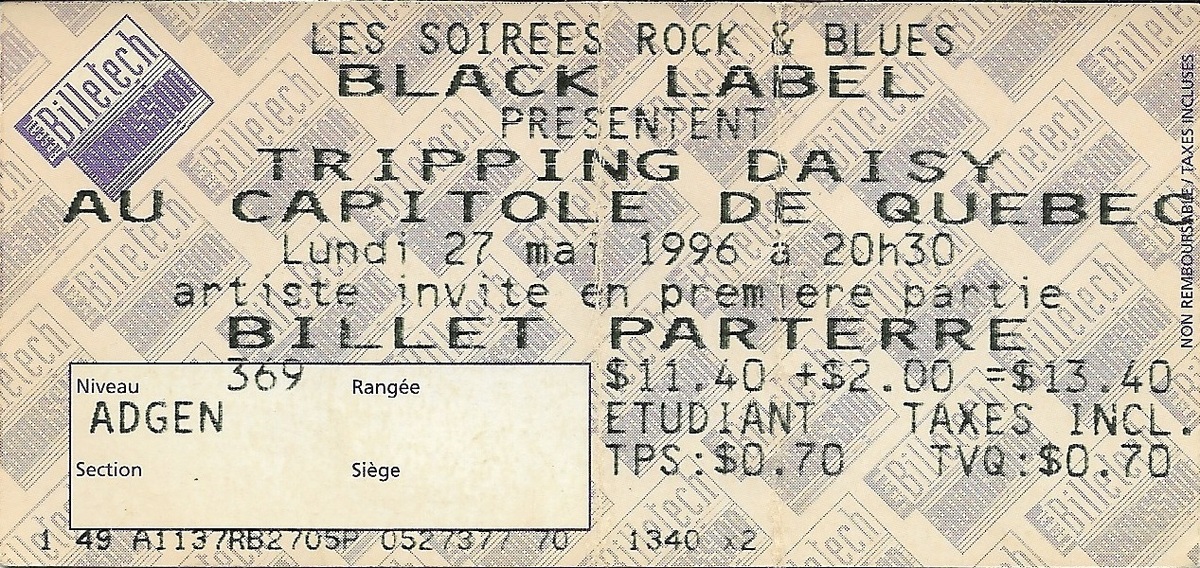 LES SOIREES ROCK & BLUES
BLACK LABEL
PRESENTENT
TRIPPING DAISY
AU CAPITOLE DE QUEBEC
Lundi 27 mai 1996 a 20h30
artiste invite en première partie
BILLET PARTERRE
369
Niveau Rangée
ADGEN
Section Siège
$11.40 +$2.00 =$13.40
ETUDIANT TAXES INCL.
TPS:$0.70 TVQ:$0.70
1 49 A1137RB2705P 0527377 70 1340 x2
Billetech
NON REMBOURSABLE / TAXES INCLUSES